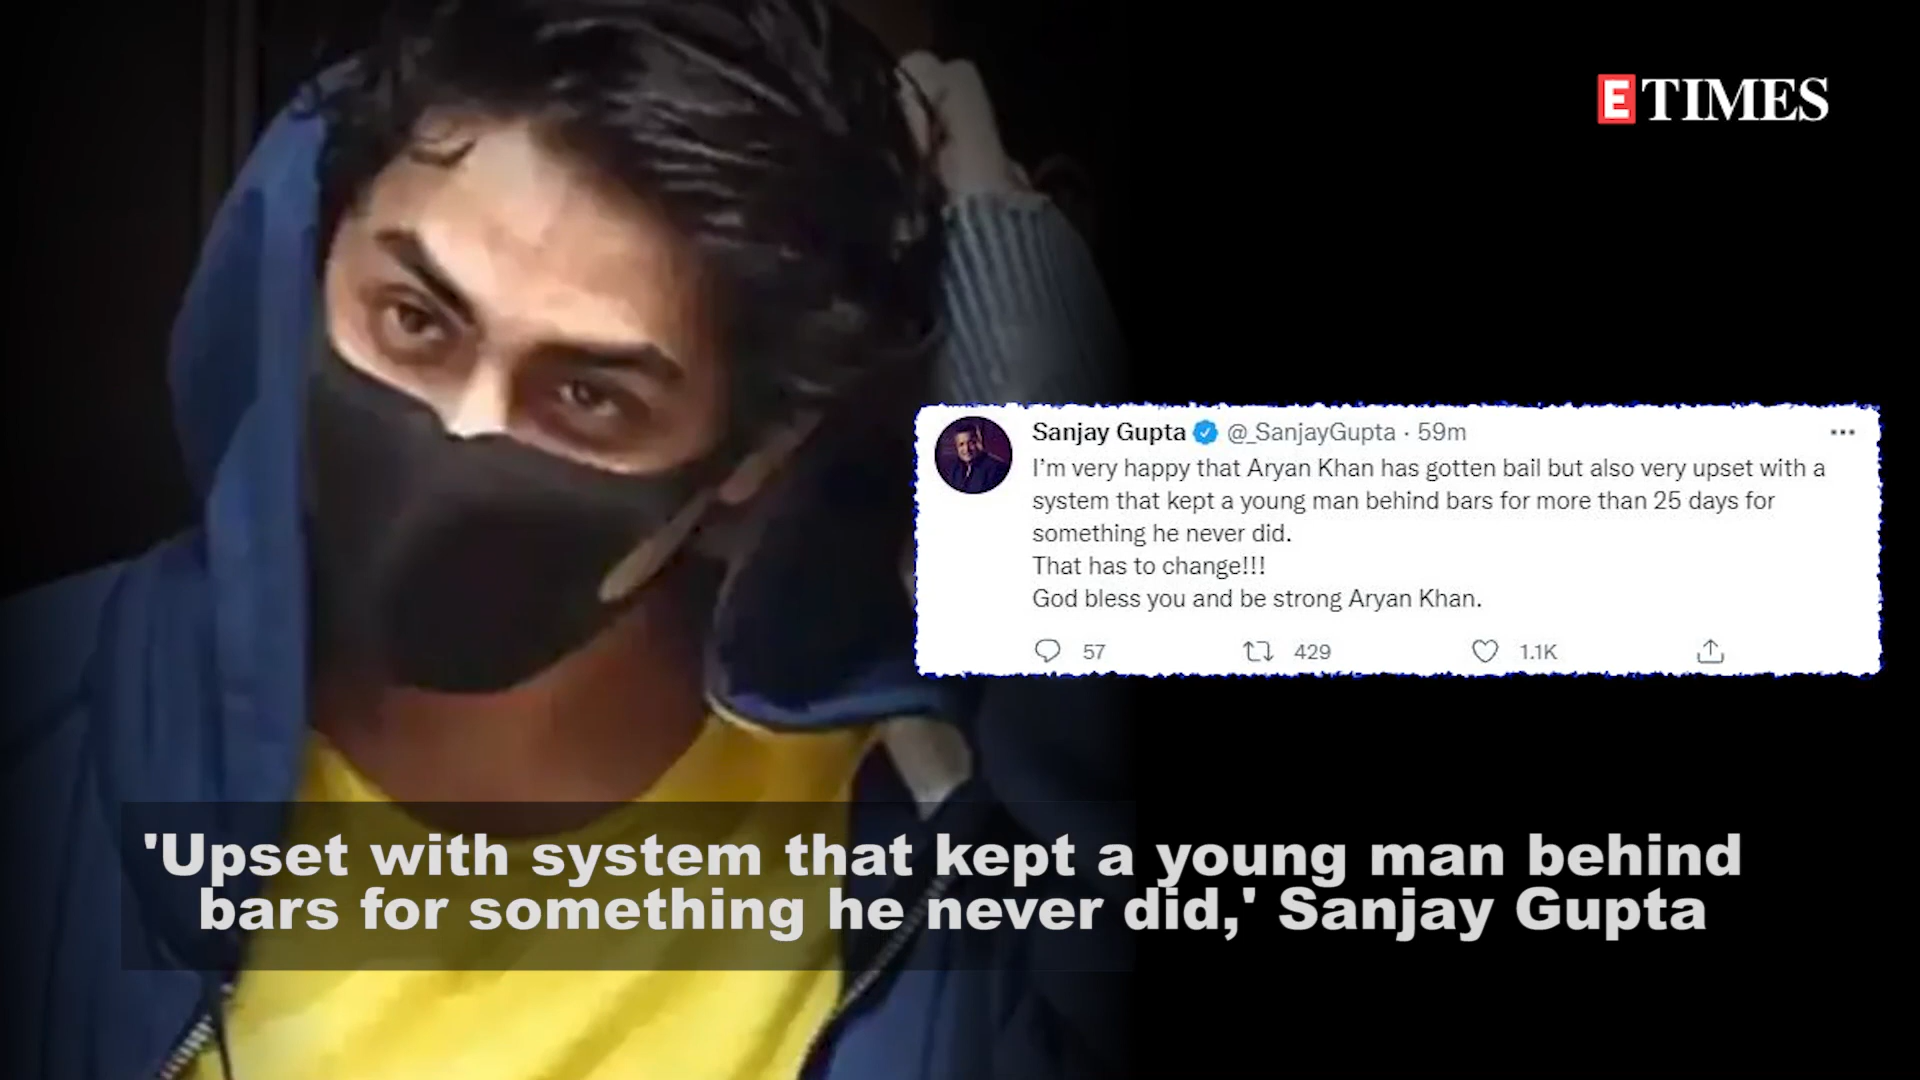 ETIMES
Sanjay Gupta @_SanjayGupta · 59m
I'm very happy that Aryan Khan has gotten bail but also very upset with a
system that kept a young man behind bars for more than 25 days for
something he never did.
That has to change!!!
God bless you and be strong Aryan Khan.
57 429 1.1K
'Upset with system that kept a young man behind
bars for something he never did,' Sanjay Gupta